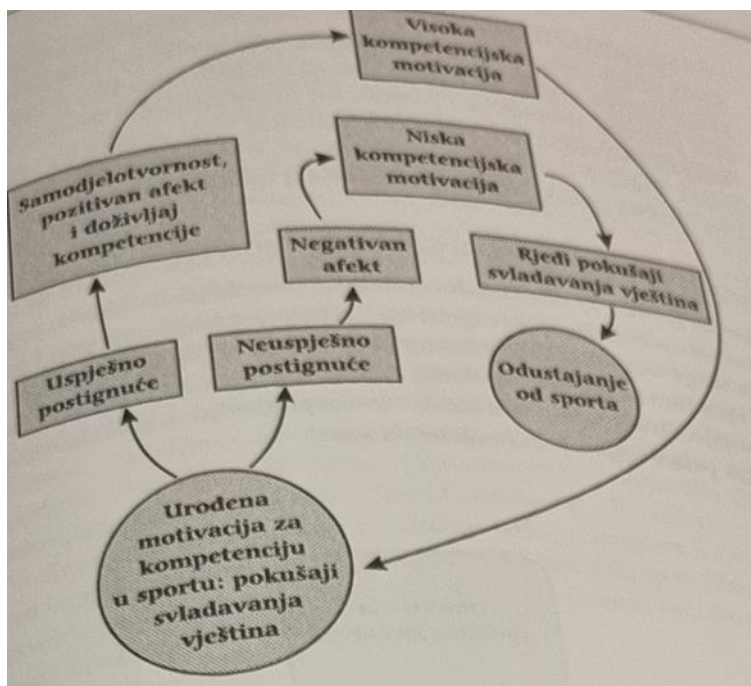 Visoka
kompetencijska
motivacija
Niska
kompetencijska
motivacija
Samodjelotvornost,
pozitivan afekt
i doživljaj
kompetencije
Negativan
afekt
Rjeđi pokušaji
svladavanja vještina
Uspješno
postignuće
Neuspješno
postignuće
Odustajanje
od sporta
Urođena
motivacija za
kompetenciju
u sportu: pokušaji
svladavanja
vještina